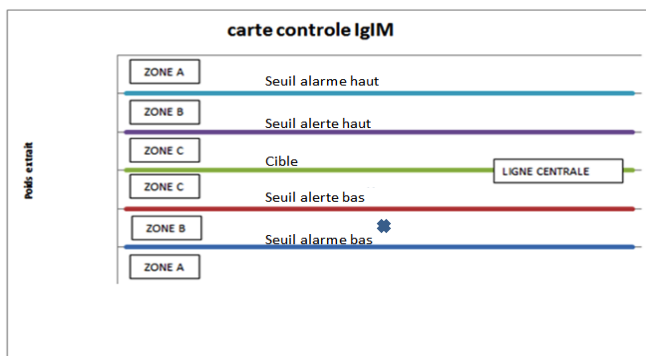 carte controle IgIM
ZONE A
Seuil alarme haut
ZONE B
Seuil alerte haut
ZONE C
Cible
LIGNE CENTRALE
Poids extrait
ZONE C
Seuil alerte bas
ZONE B
Seuil alarme bas
ZONE A